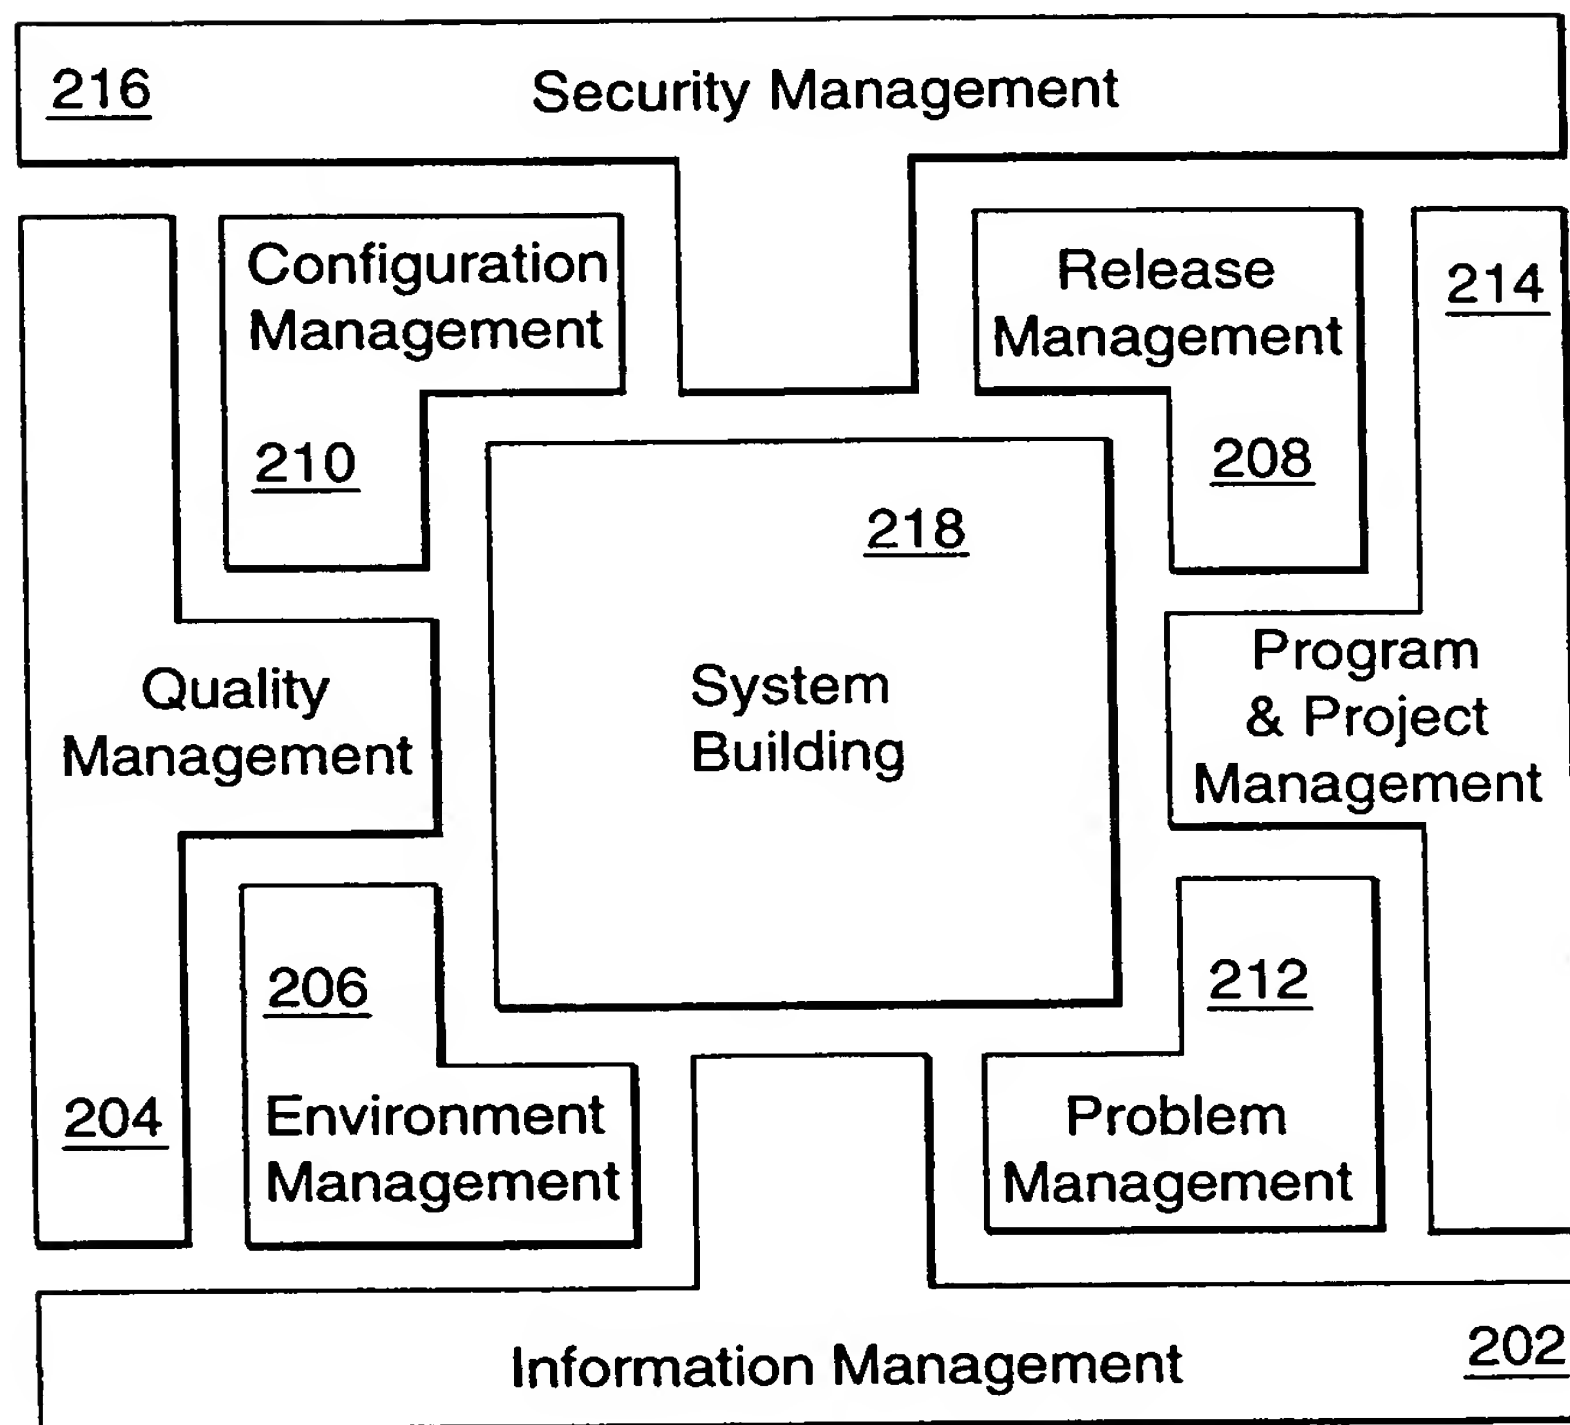 216
Security Management
Configuration
Management
210
Release
Management
208
214
218
System
Building
Quality
Management
204
Program
& Project
Management
206
Environment
Management
212
Problem
Management
Information Management
202